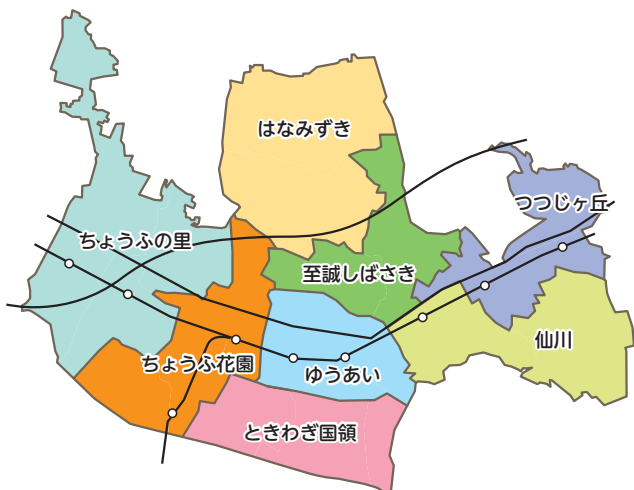 はなみずき
つつじヶ丘
ちょうふの里
至誠しばさき
仙川
ちょうふ花園
ゆうあい
ときわぎ国領